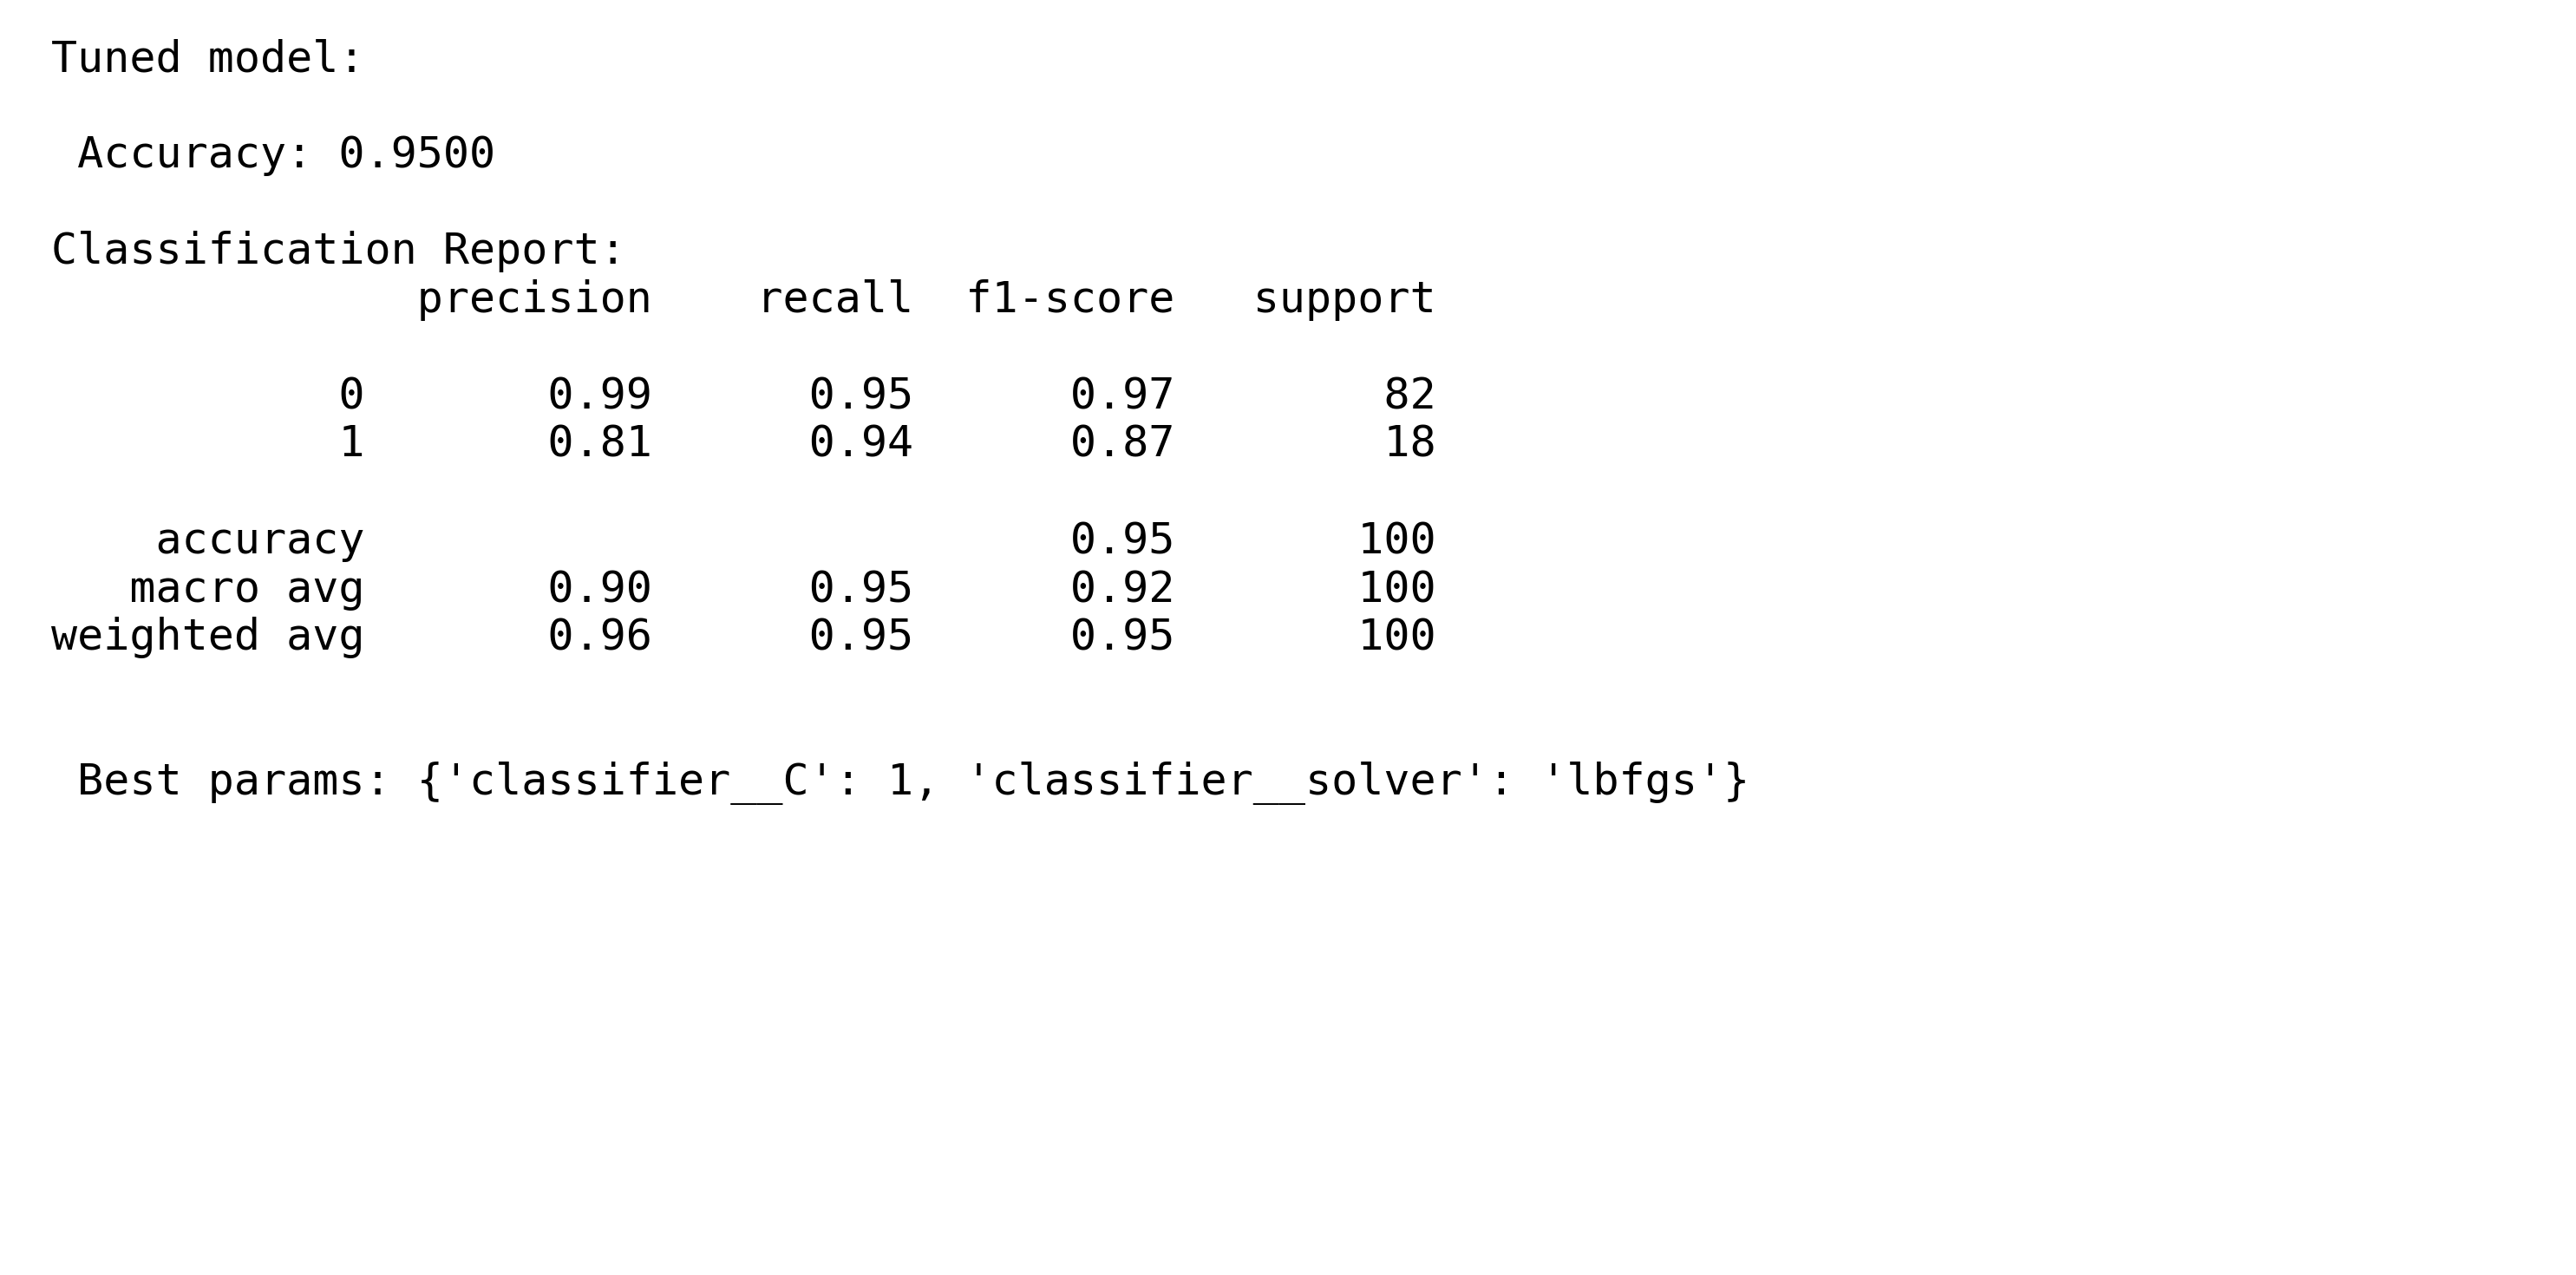 Tuned model:
Accuracy: 0.9500
Classification Report:
precision recall f1-score support
0 0.99 0.95 0.97 82
1 0.81 0.94 0.87 18
accuracy 0.95 100
macro avg 0.90 0.95 0.92 100
weighted avg 0.96 0.95 0.95 100
Best params: {'classifier__C': 1, 'classifier__solver': 'lbfgs'}